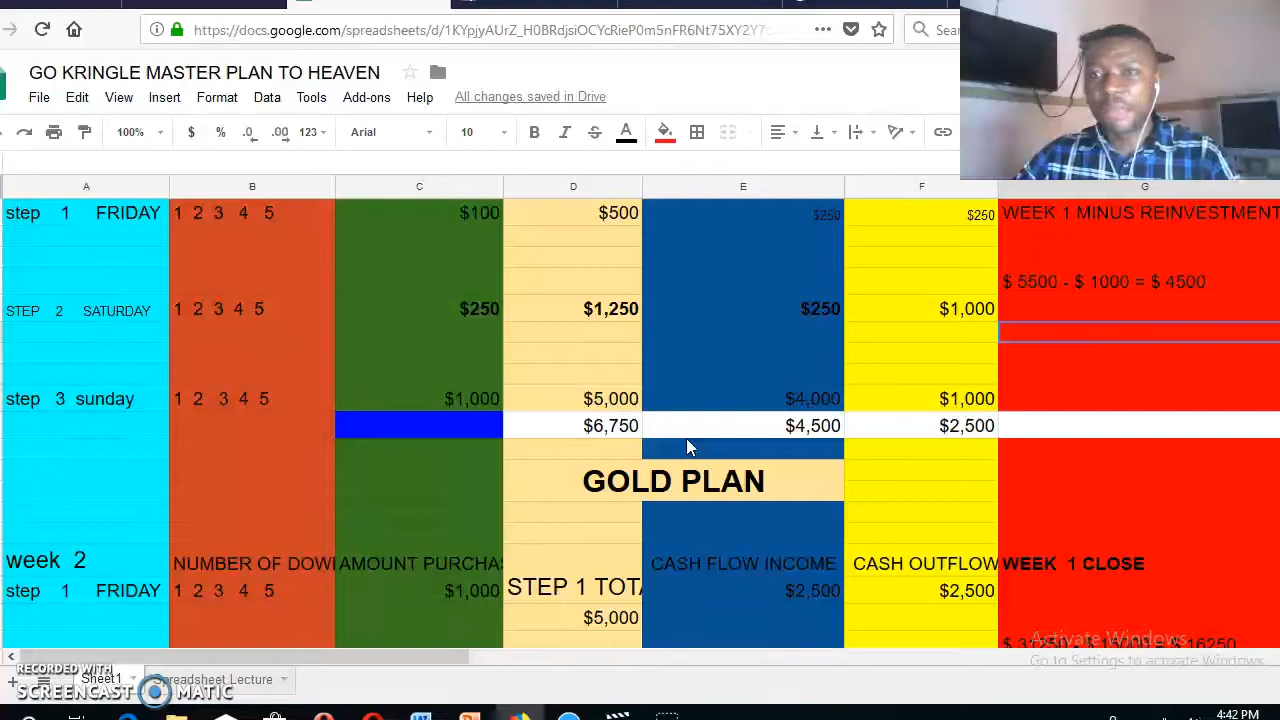 https://docs.google.com/spreadsheets/d/1KYpjyAUrZ_H0BRdjsiOCYcRieP0m5nFR6Nt75XY2Y7 ••• Sear
GO KRINGLE MASTER PLAN TO HEAVEN
File Edit View Insert Format Data Tools Add-ons Help All changes saved in Drive
100% $ % .0 .00 123 Arial 10 B I S A
A B C D E F G
step 1 FRIDAY 1 2 3 4 5 $100 $500 $250 $250 WEEK 1 MINUS REINVESTMENT
$ 5500 - $ 1000 = $ 4500
STEP 2 SATURDAY 1 2 3 4 5 $250 $1,250 $250 $1,000
step 3 sunday 1 2 3 4 5 $1,000 $5,000 $4,000 $1,000
$6,750 $4,500 $2,500
GOLD PLAN
week 2 NUMBER OF DOWI AMOUNT PURCHAS CASH FLOW INCOME CASH OUTFLOW WEEK 1 CLOSE
step 1 FRIDAY 1 2 3 4 5 $1,000 STEP 1 TOTA $2,500 $2,500
$5,000
Activate Windows
Go to Settings to activate Windows.
RECORDED WITH
SCREENCAST MATIC
Sheet1 Spreadsheet Lecture
4:42 PM